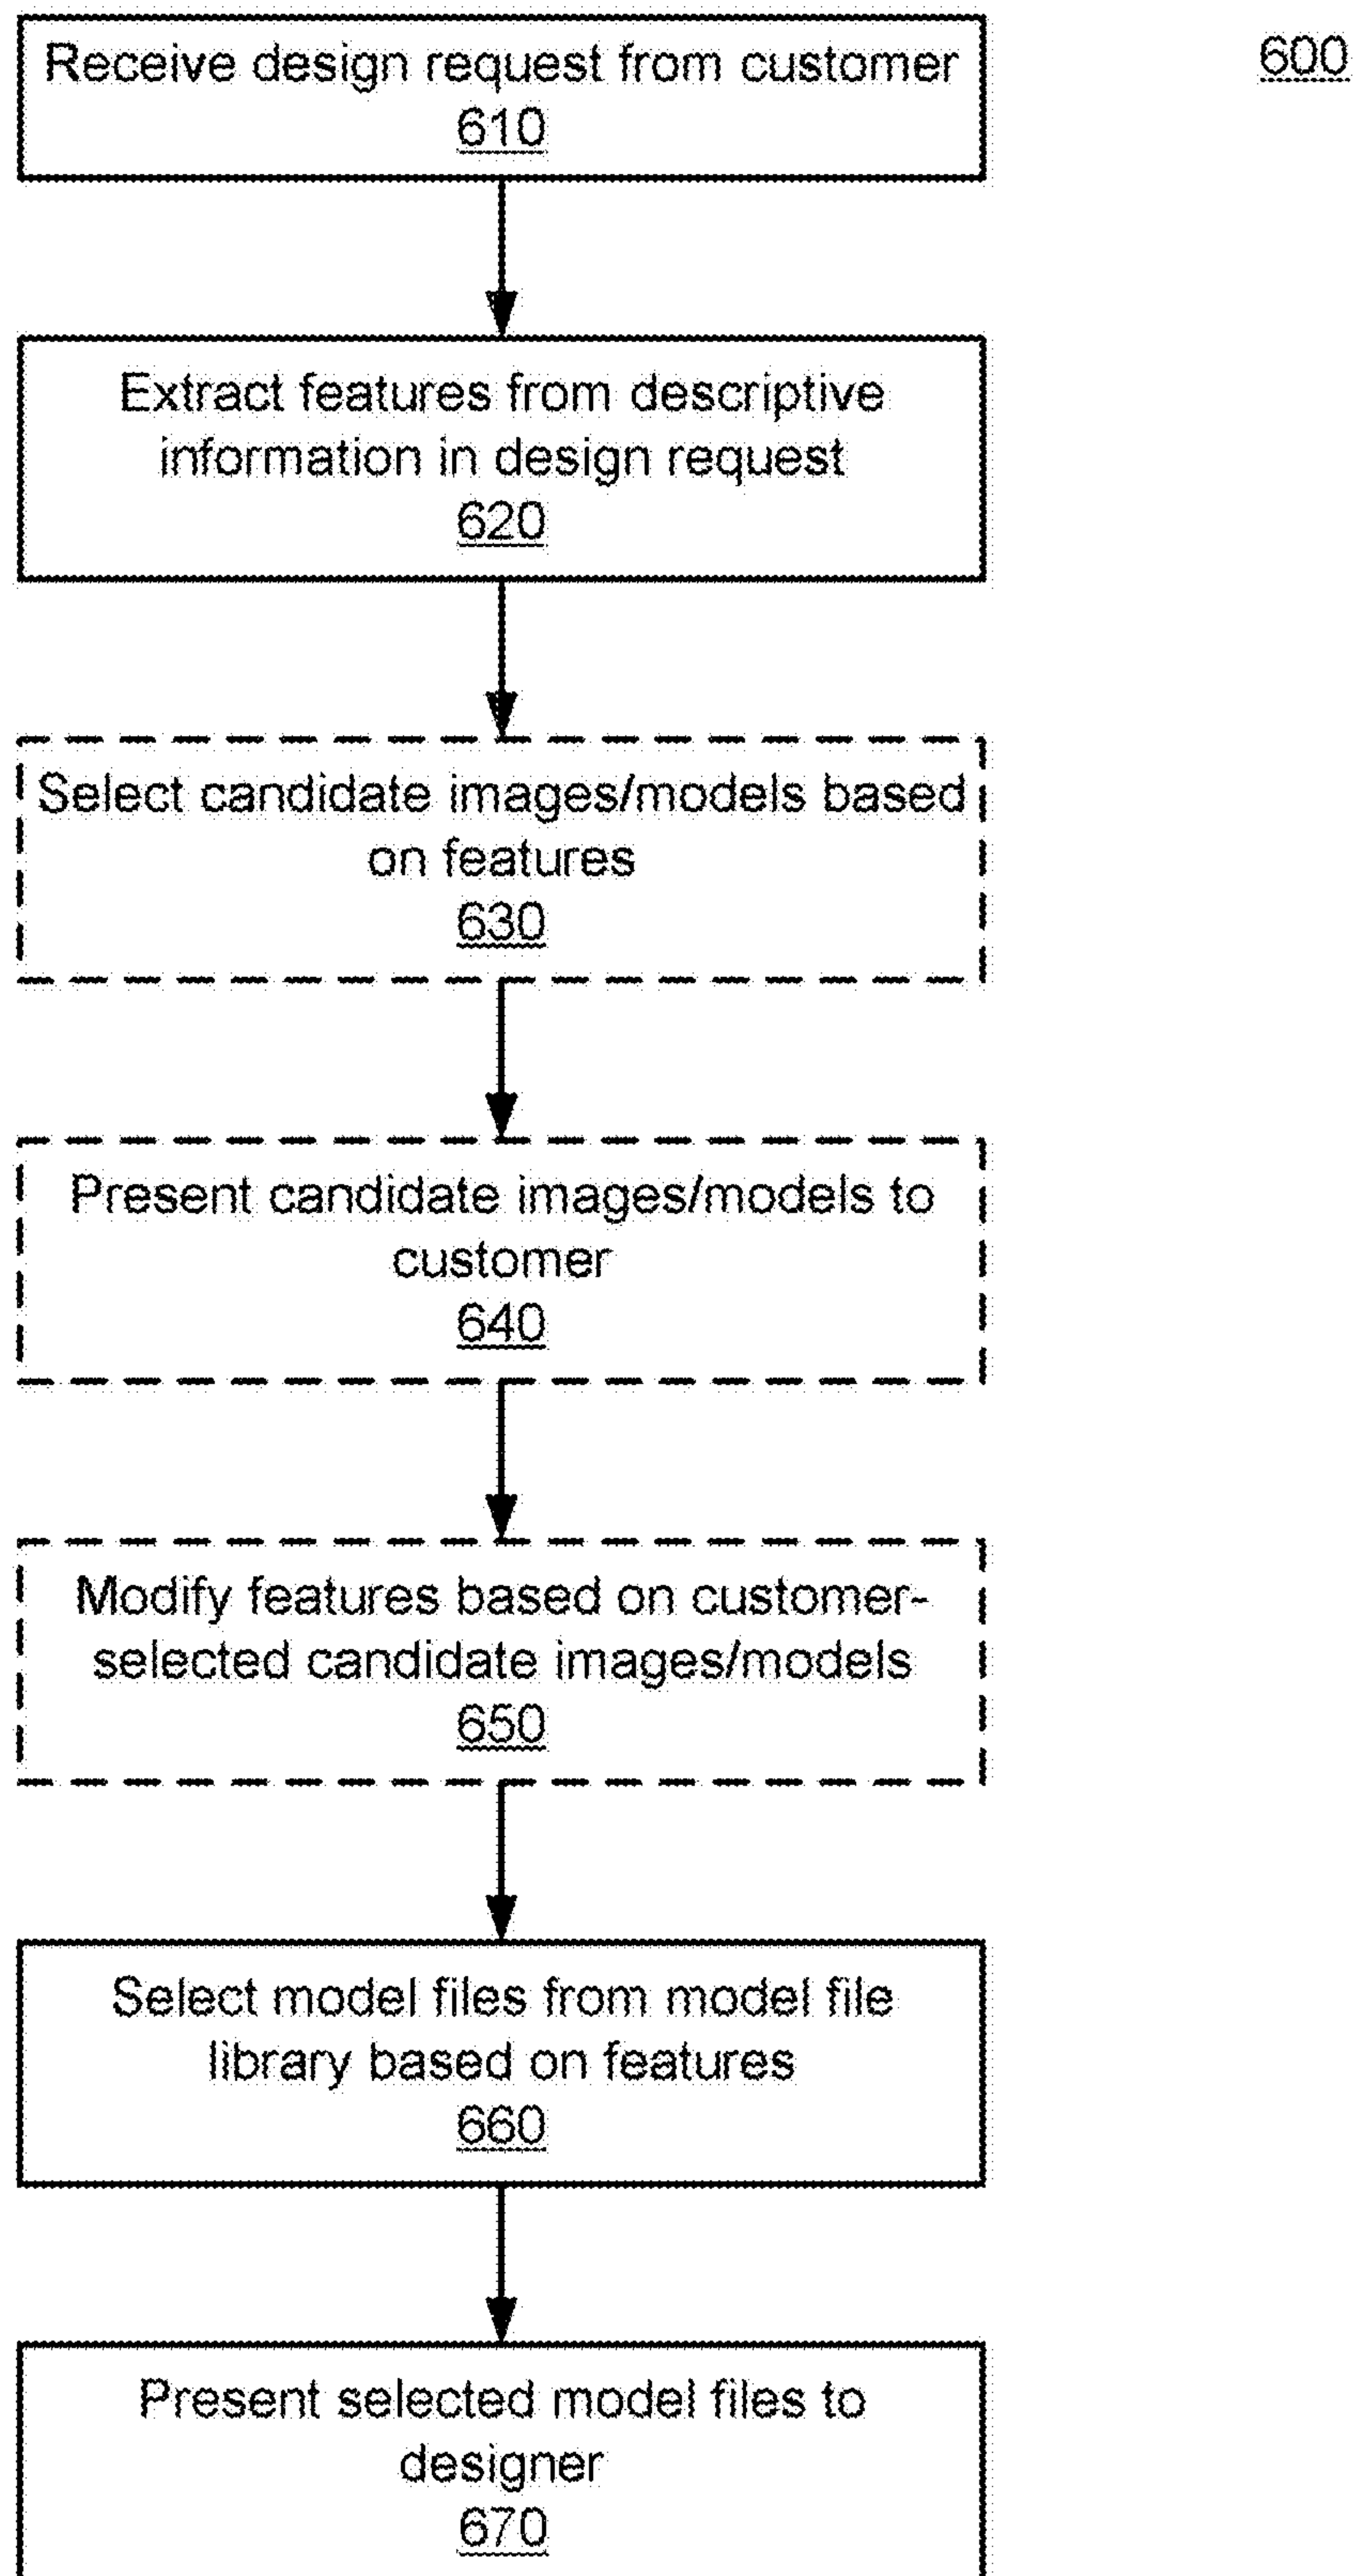 600
Receive design request from customer
610
Extract features from descriptive
information in design request
620
Select candidate images/models based
on features
630
Present candidate images/models to
customer
640
Modify features based on customer-
selected candidate images/models
650
Select model files from model file
library based on features
660
Present selected model files to
designer
670